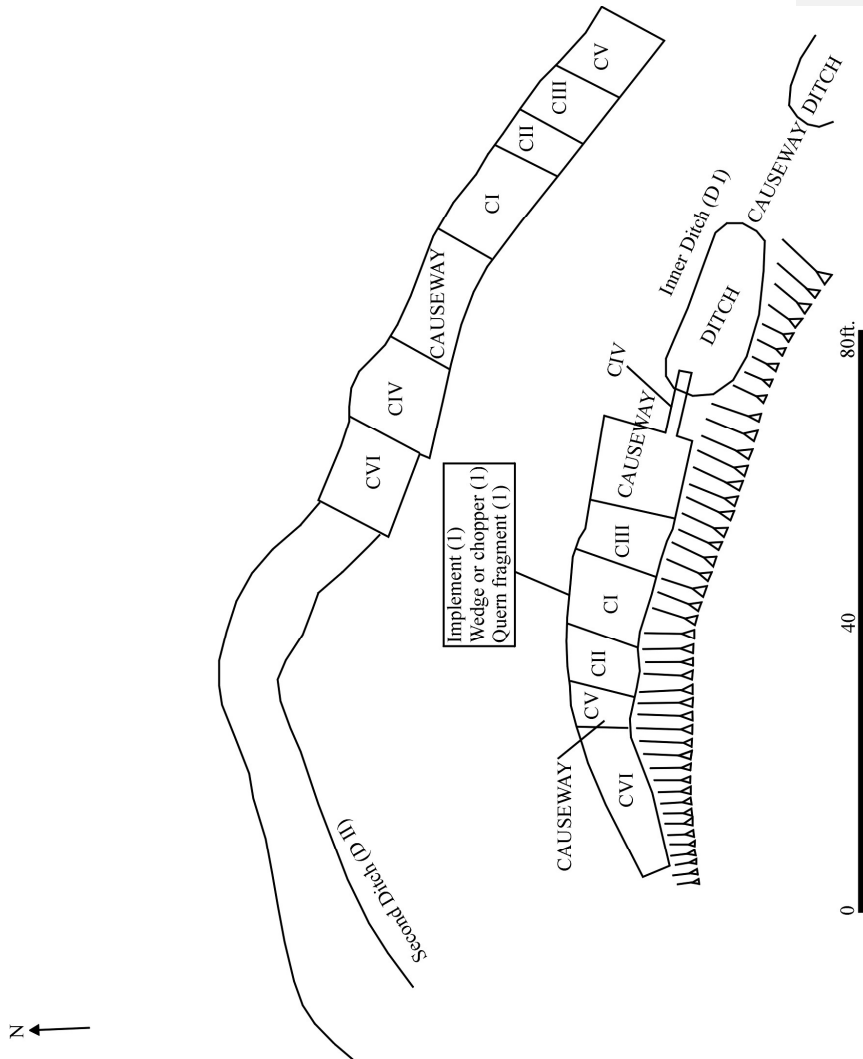 N
Second Ditch (D II)
CVI
CIV
CAUSEWAY
CI
CII
CIII
CV
Implement (1)
Wedge or chopper (1)
Quern fragment (1)
CAUSEWAY
CVI
CV
CII
CI
CIII
CAUSEWAY
CIV
Inner Ditch (D I)
DITCH
CAUSEWAY
DITCH
0
40
80ft.